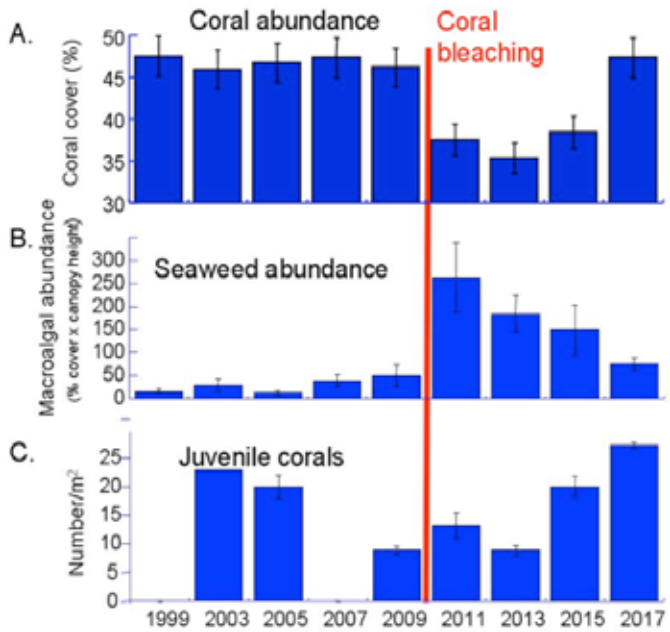 A.
Coral abundance
Coral
bleaching
Coral cover (%)
50
45
40
35
30
B.
Seaweed abundance
Macroalgal abundance
(% cover x canopy height)
300
250
200
150
100
50
0
C.
Juvenile corals
Number/m²
25
20
15
10
5
0
1999 2003 2005 2007 2009 2011 2013 2015 2017